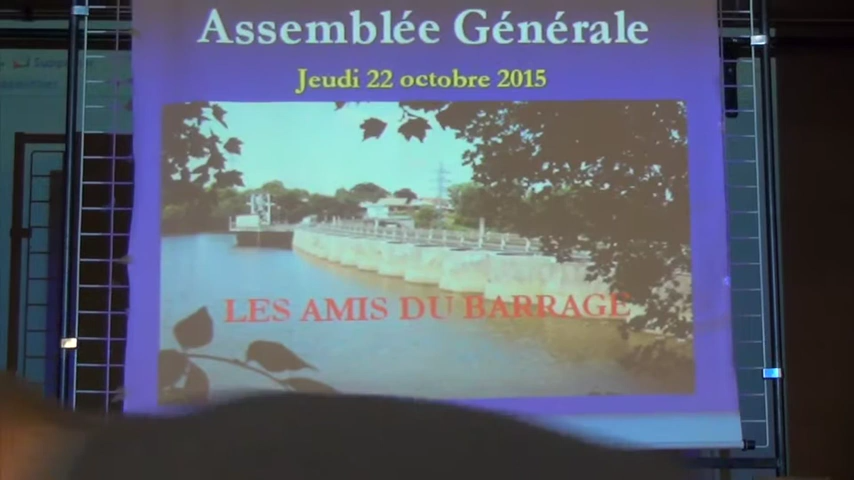 Assemblée Générale
Jeudi 22 octobre 2015
LES AMIS DU BARRAGE